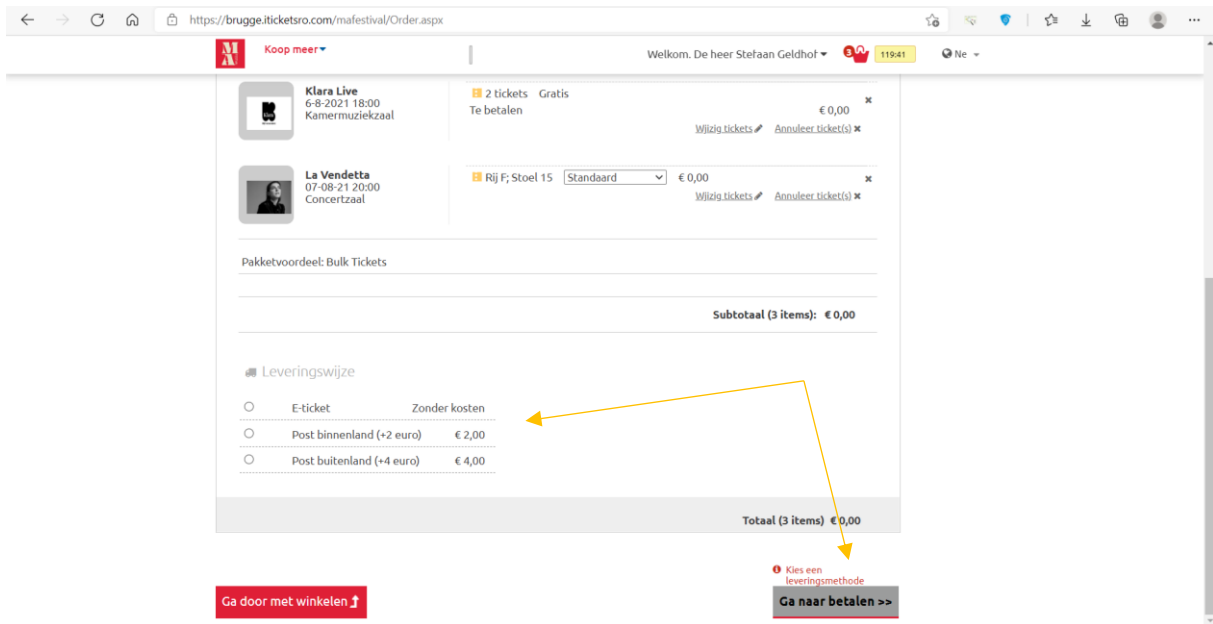 https://brugge.iticketsro.com/mafestival/Order.aspx
MA
Koop meer
Welkom. De heer Stefaan Geldhof
3
119:41
Ne
Klara Live
6-8-2021 18:00
Kamermuziekzaal
2 tickets Gratis
Te betalen € 0,00
Wijzig tickets Annuleer ticket(s)
La Vendetta
07-08-21 20:00
Concertzaal
Rij F; Stoel 15 Standaard € 0,00
Wijzig tickets Annuleer ticket(s)
Pakketvoordeel: Bulk Tickets
Subtotaal (3 items): € 0,00
Leveringswijze
E-ticket Zonder kosten
Post binnenland (+2 euro) € 2,00
Post buitenland (+4 euro) € 4,00
Totaal (3 items) € 0,00
Kies een
leveringsmethode
Ga door met winkelen
Ga naar betalen >>